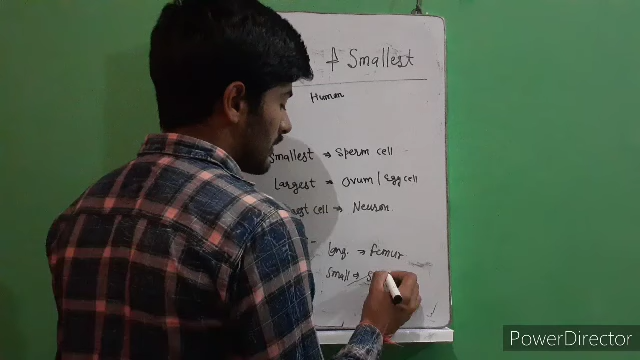 & Smallest
Human
Smallest → Sperm cell
Largest → Ovum / Egg cell
cell → Neuron
Long. → Femur
Small → S
PowerDirector